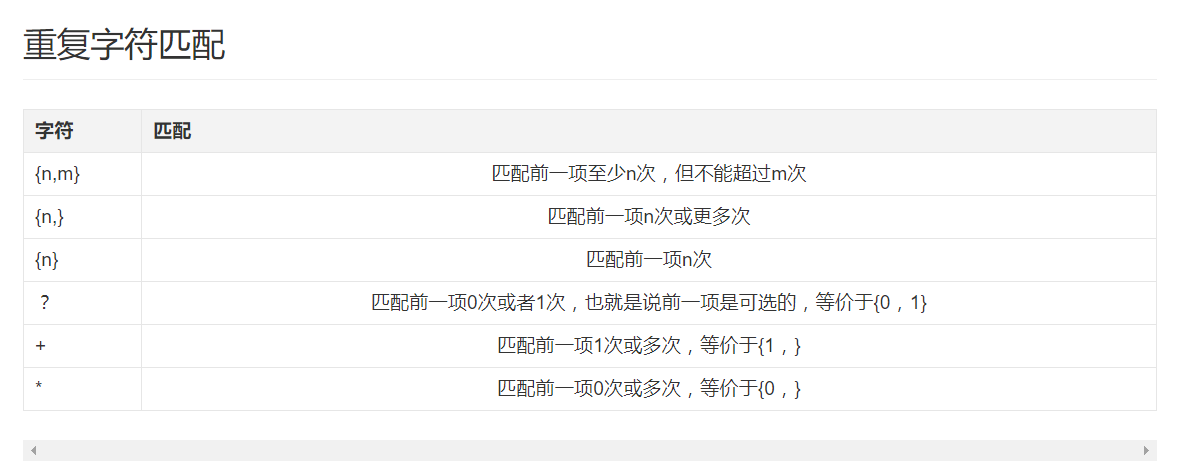 重复字符匹配
字符 匹配
{n,m} 匹配前一项至少n次，但不能超过m次
{n,} 匹配前一项n次或更多次
{n} 匹配前一项n次
？ 匹配前一项0次或者1次，也就是说前一项是可选的，等价于{0，1}
+ 匹配前一项1次或多次，等价于{1，}
* 匹配前一项0次或多次，等价于{0，}